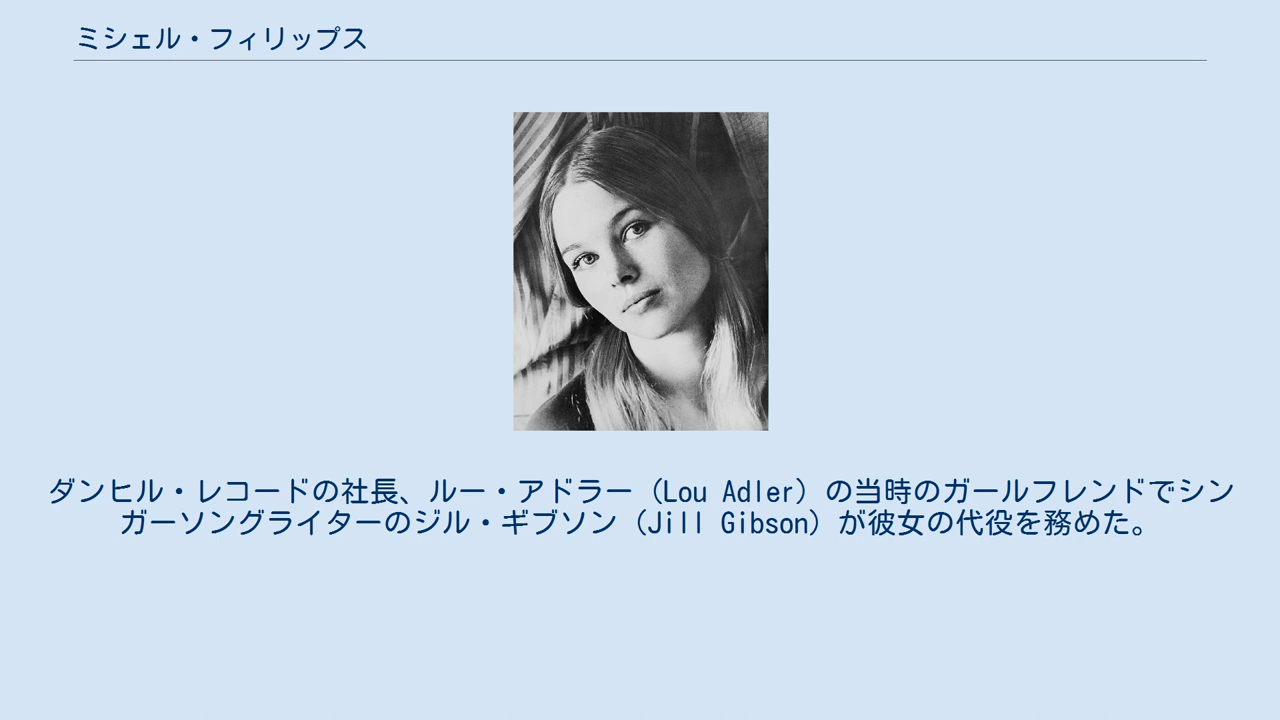 ミシェル・フィリップス
ダンヒル・レコードの社長、ルー・アドラー（Lou Adler）の当時のガールフレンドでシン
ガーソングライターのジル・ギブソン（Jill Gibson）が彼女の代役を務めた。